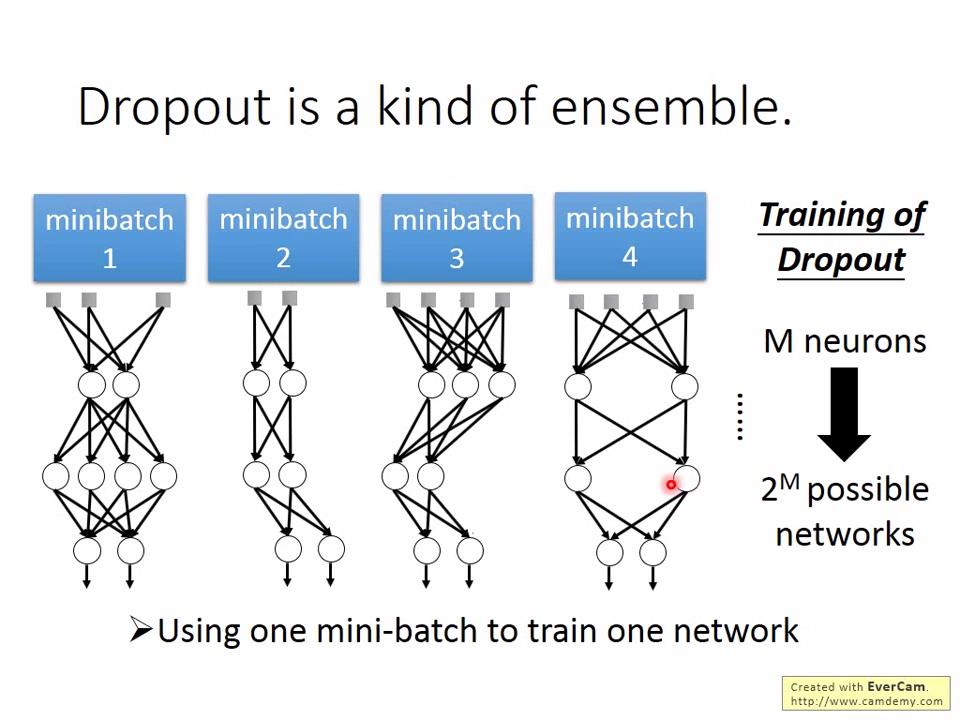 Dropout is a kind of ensemble.
minibatch
1
minibatch
2
minibatch
3
minibatch
4
Training of
Dropout
M neurons
......
2^M possible
networks
➢Using one mini-batch to train one network
Created with EverCam.
http://www.camdemy.com